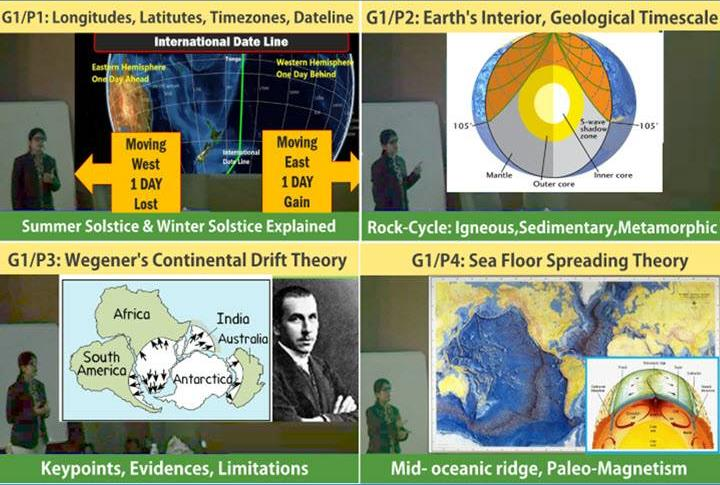 G1/P1: Longitudes, Latitutes, Timezones, Dateline
International Date Line
Eastern Hemisphere
One Day Ahead
Tonga
Western Hemisphere
One Day Behind
Moving
West
1 DAY
Lost
International
Date Line
Moving
East
1 DAY
Gain
Summer Solstice & Winter Solstice Explained
G1/P2: Earth's Interior, Geological Timescale
105°
S-wave
shadow
zone
105°
Mantle
Outer core
Inner core
Rock-Cycle: Igneous,Sedimentary,Metamorphic
G1/P3: Wegener's Continental Drift Theory
Africa
India
Australia
South
America
Antarctica
Keypoints, Evidences, Limitations
G1/P4: Sea Floor Spreading Theory
Mid- oceanic ridge, Paleo-Magnetism